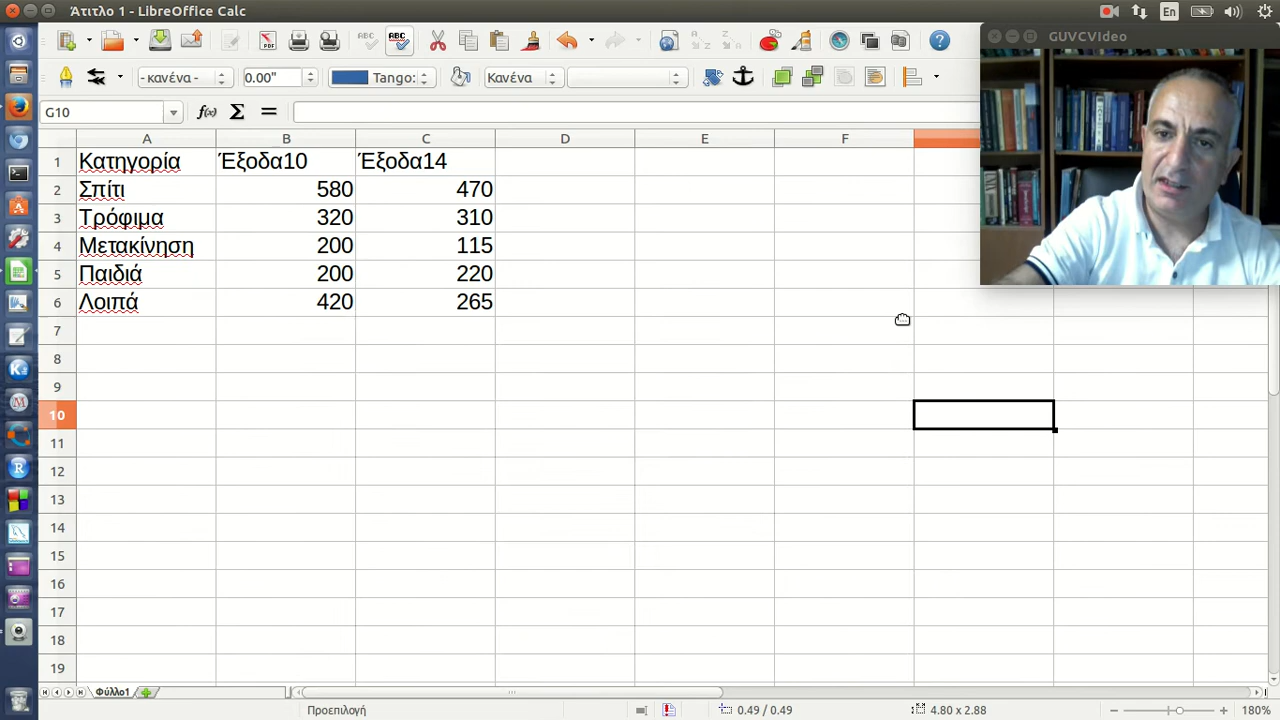 Άτιτλο 1 - LibreOffice Calc
En
GUVCVIdeo
- κανένα -
0.00"
Tango:
Κανένα
G10
f(x) Σ =
A B C D E F
1 Κατηγορία Έξοδα10 Έξοδα14
2 Σπίτι 580 470
3 Τρόφιμα 320 310
4 Μετακίνηση 200 115
5 Παιδιά 200 220
6 Λοιπά 420 265
7
8
9
10
11
12
13
14
15
16
17
18
19
Φύλλο1
Προεπιλογή 0.49 / 0.49 4.80 x 2.88 180%